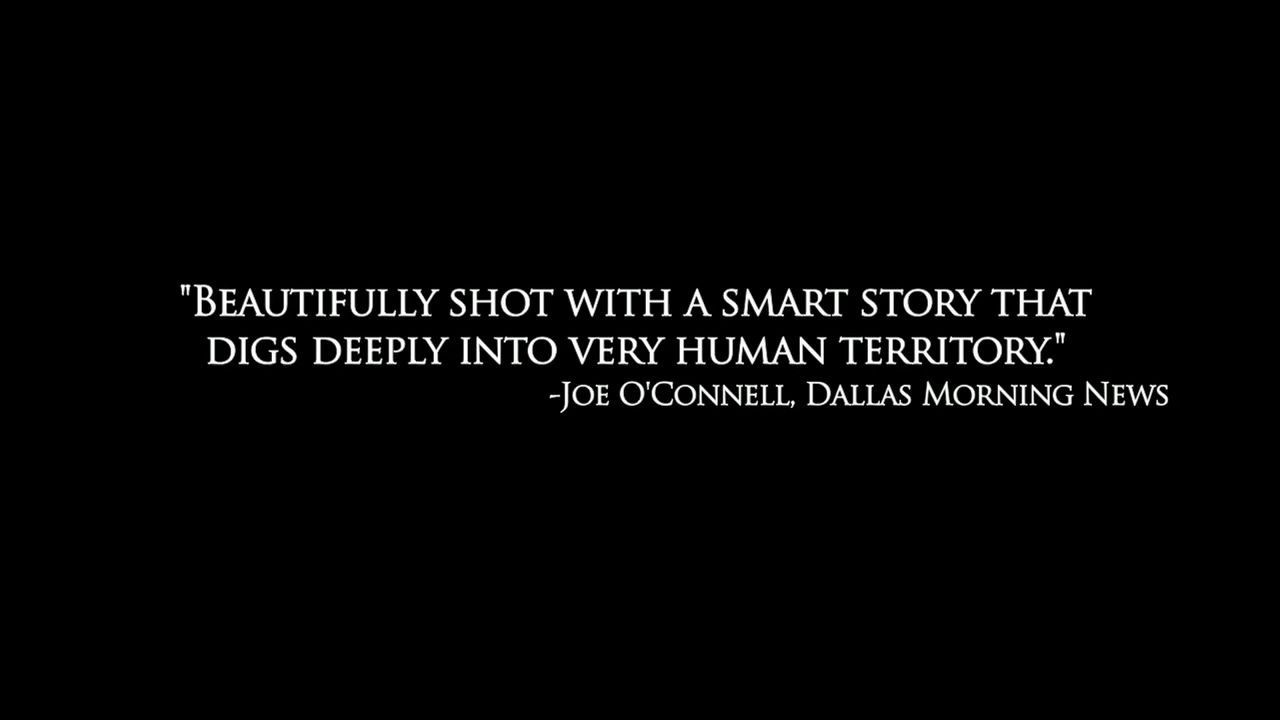 "Beautifully shot with a smart story that
digs deeply into very human territory."
-Joe O'Connell, Dallas Morning News